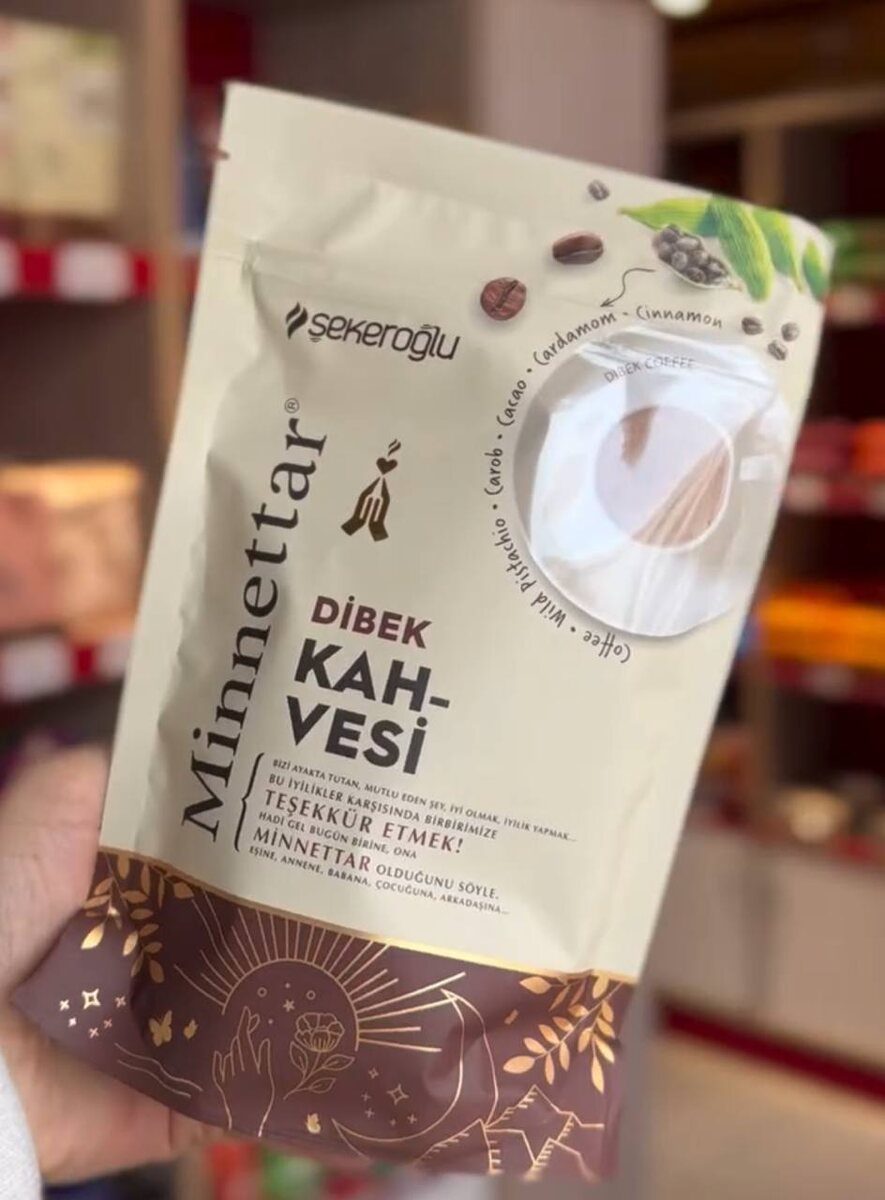 şekeroğlu
Minnettar®
Coffee • Wild Pistachio • Carob • Cacao • Cardamom • Cinnamon
DIBEK COFFEE
DİBEK
KAH-
VESİ
BİZİ AYAKTA TUTAN, MUTLU EDEN ŞEY, İYİ OLMAK, İYİLİK YAPMAK...
BU İYİLİKLER KARŞISINDA BİRBİRİMİZE
TEŞEKKÜR ETMEK!
HADİ GEL BUGÜN BİRİNE, ONA
MİNNETTAR OLDUĞUNU SÖYLE.
EŞİNE, ANNENE, BABANA, ÇOCUĞUNA, ARKADAŞINA...